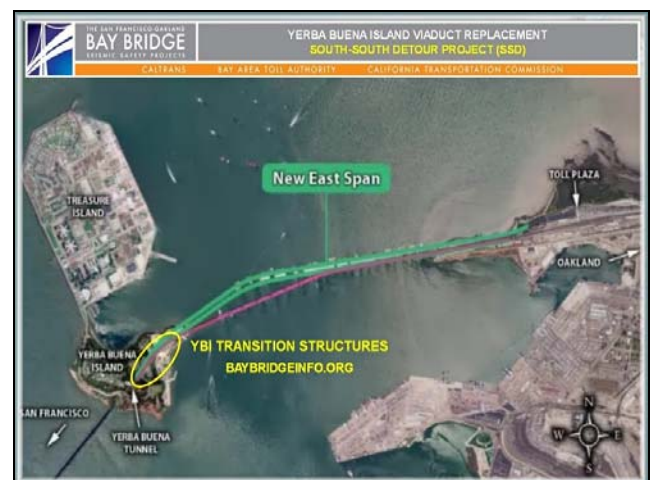 THE SAN FRANCISCO-OAKLAND
BAY BRIDGE
SEISMIC SAFETY PROJECTS
YERBA BUENA ISLAND VIADUCT REPLACEMENT
SOUTH-SOUTH DETOUR PROJECT (SSD)
CALTRANS BAY AREA TOLL AUTHORITY CALIFORNIA TRANSPORTATION COMMISSION
New East Span
TOLL PLAZA
TREASURE
ISLAND
OAKLAND
YBI TRANSITION STRUCTURES
BAYBRIDGEINFO.ORG
YERBA BUENA
ISLAND
SAN FRANCISCO
YERBA BUENA
TUNNEL
N
W E
S